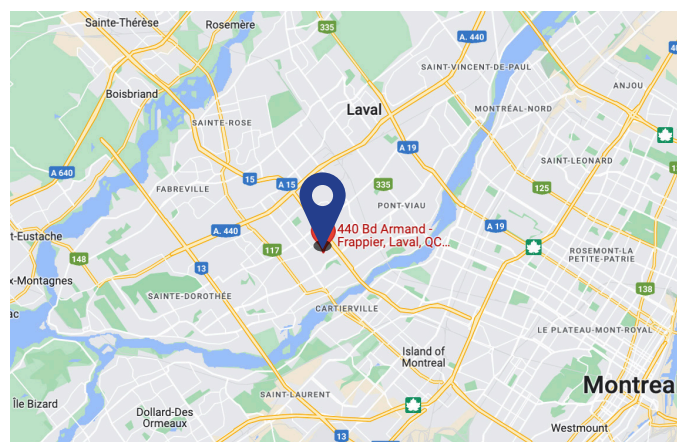 Sainte-Thérèse
Rosemère
335
A. 440
40
SAINT-VINCENT-DE-PAUL
Boisbriand
ANJOU
Laval
MONTRÉAL-NORD
SAINTE-ROSE
A 19
SAINT-LEONARD
A 640
15
A 15
335
125
FABREVILLE
PONT-VIAU
A. 440
A 19
t-Eustache
440 Bd Armand -
Frappier, Laval, QC...
117
148
ROSEMONT-LA
PETITE-PATRIE
13
x-Montagnes
138
SAINTE-DOROTHÉE
CARTIERVILLE
ac
LE PLATEAU-MONT-ROYAL
Island of
Montreal
Montrea
SAINT-LAURENT
Île Bizard
Dollard-Des
Ormeaux
13
Westmount